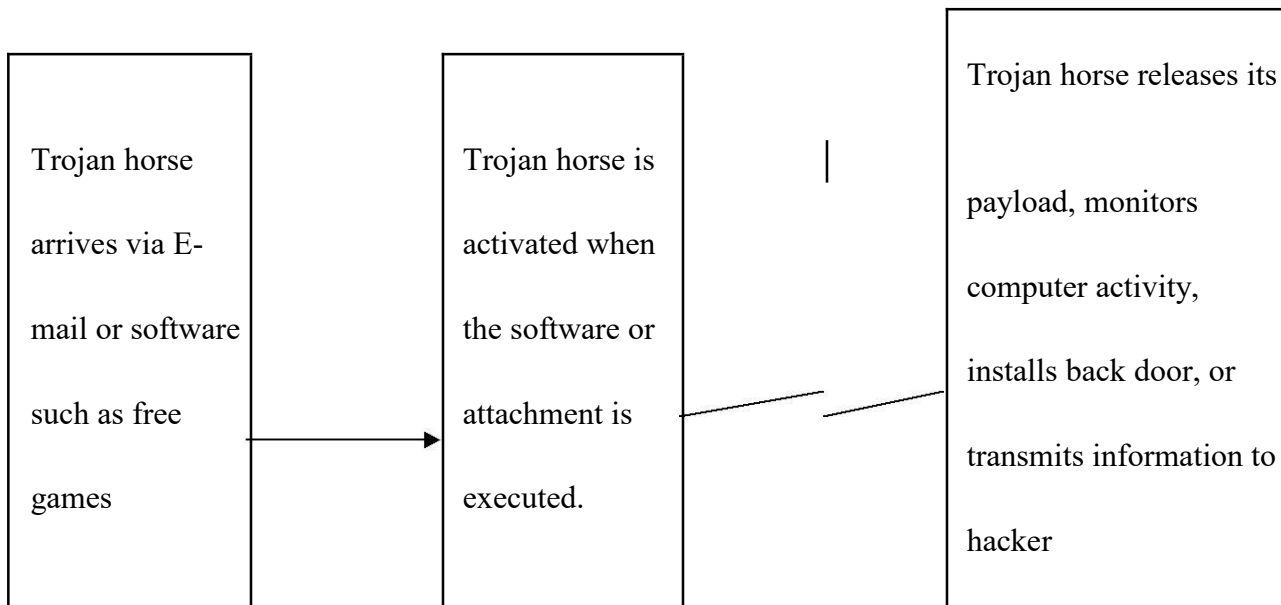 Trojan horse
arrives via E-
mail or software
such as free
games
Trojan horse is
activated when
the software or
attachment is
executed.
Trojan horse releases its
payload, monitors
computer activity,
installs back door, or
transmits information to
hacker